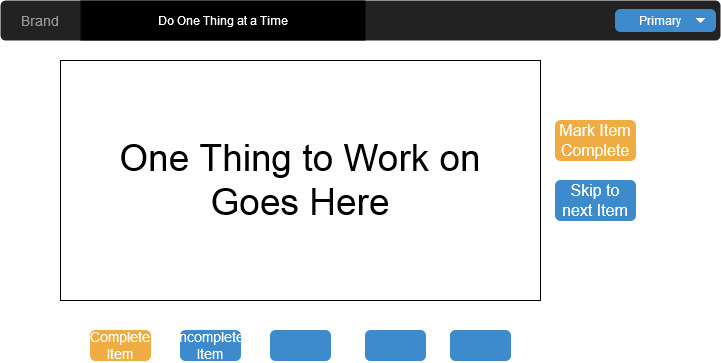 Brand
Do One Thing at a Time
Primary
One Thing to Work on
Goes Here
Mark Item
Complete
Skip to
next Item
Complete
Item
ncomplete
Item